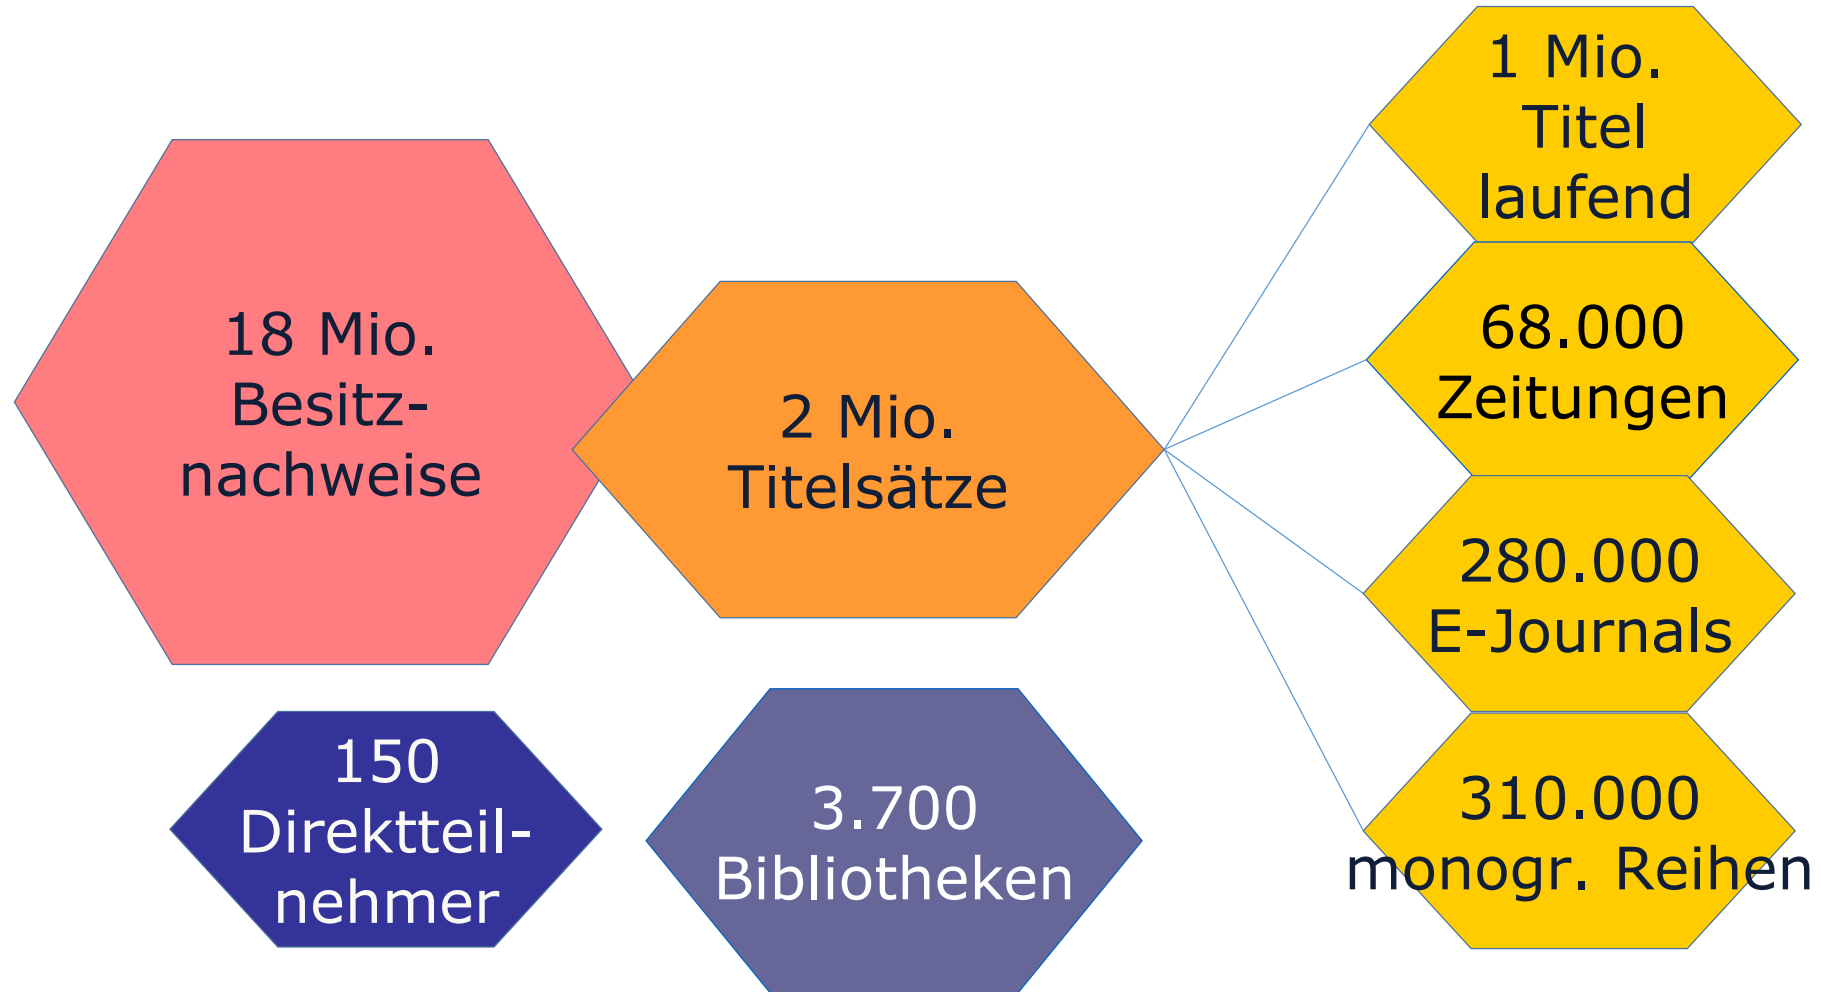 18 Mio.
Besitz-
nachweise
2 Mio.
Titelsätze
1 Mio.
Titel
laufend
68.000
Zeitungen
280.000
E-Journals
310.000
monogr. Reihen
150
Direktteil-
nehmer
3.700
Bibliotheken